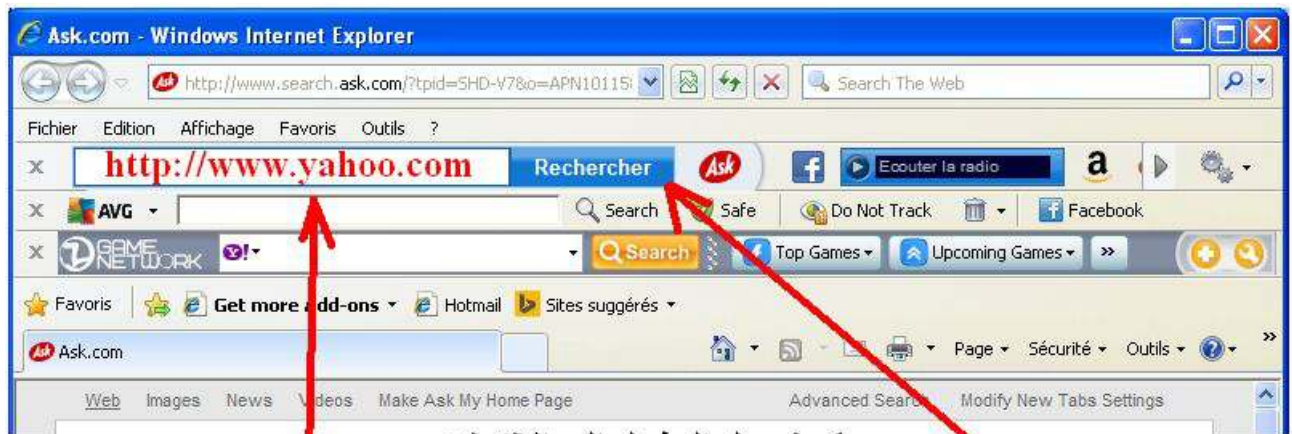 Ask.com - Windows Internet Explorer
http://www.search.ask.com/?tpid=SHD-V7&o=APN10115 Search The Web
Fichier Edition Affichage Favoris Outils ?
http://www.yahoo.com Rechercher Ask Ecouter la radio a
AVG Search Safe Do Not Track Facebook
GAME NETWORK Y! Search Top Games Upcoming Games »
Favoris Get more add-ons Hotmail Sites suggérés
Ask.com Page Sécurité Outils »
Web Images News Videos Make Ask My Home Page Advanced Search Modify New Tabs Settings